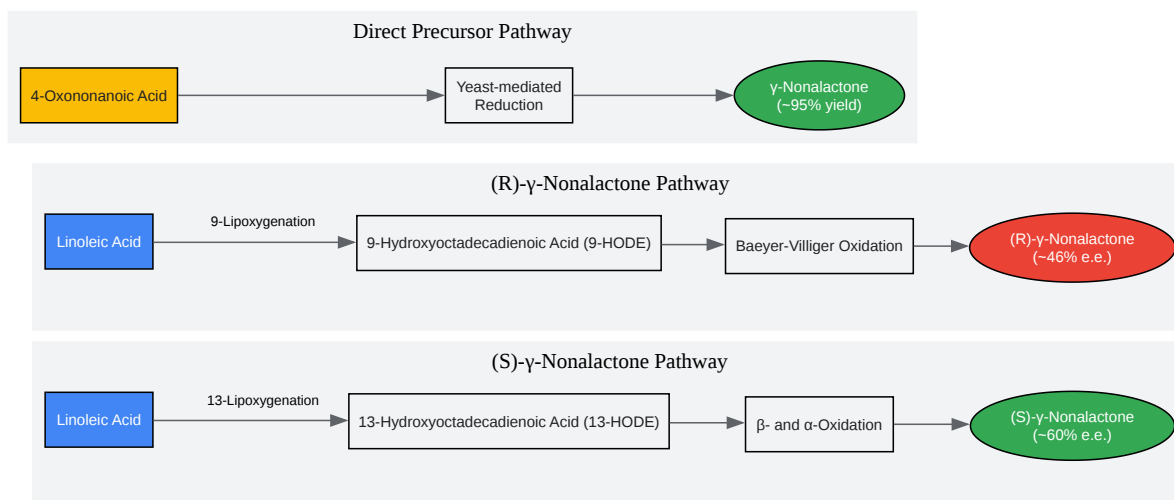 Direct Precursor Pathway
4-Oxononanoic Acid
Yeast-mediated
Reduction
γ-Nonalactone
(~95% yield)
(R)-γ-Nonalactone Pathway
Linoleic Acid
9-Lipoxygenation
9-Hydroxyoctadecadienoic Acid (9-HODE)
Baeyer-Villiger Oxidation
(R)-γ-Nonalactone
(~46% e.e.)
(S)-γ-Nonalactone Pathway
Linoleic Acid
13-Lipoxygenation
13-Hydroxyoctadecadienoic Acid (13-HODE)
β- and α-Oxidation
(S)-γ-Nonalactone
(~60% e.e.)